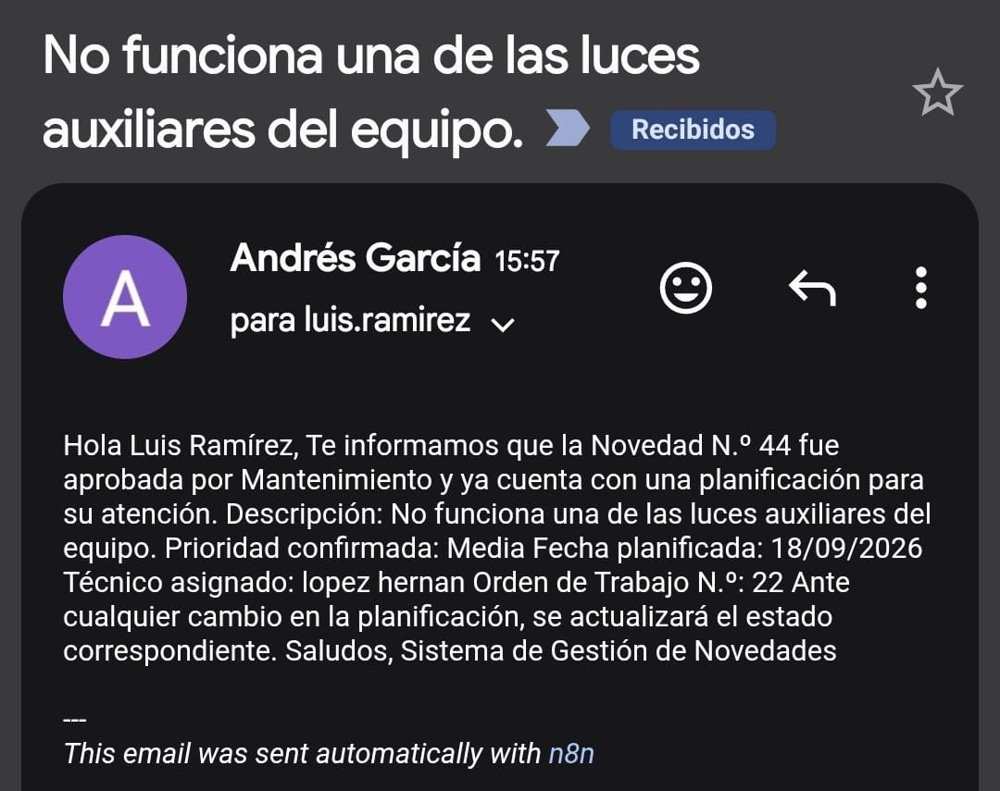 No funciona una de las luces
auxiliares del equipo.
Recibidos
A
Andrés García 15:57
para luis.ramirez
Hola Luis Ramírez, Te informamos que la Novedad N.º 44 fue
aprobada por Mantenimiento y ya cuenta con una planificación para
su atención. Descripción: No funciona una de las luces auxiliares del
equipo. Prioridad confirmada: Media Fecha planificada: 18/09/2026
Técnico asignado: lopez hernan Orden de Trabajo N.º: 22 Ante
cualquier cambio en la planificación, se actualizará el estado
correspondiente. Saludos, Sistema de Gestión de Novedades
---
This email was sent automatically with n8n